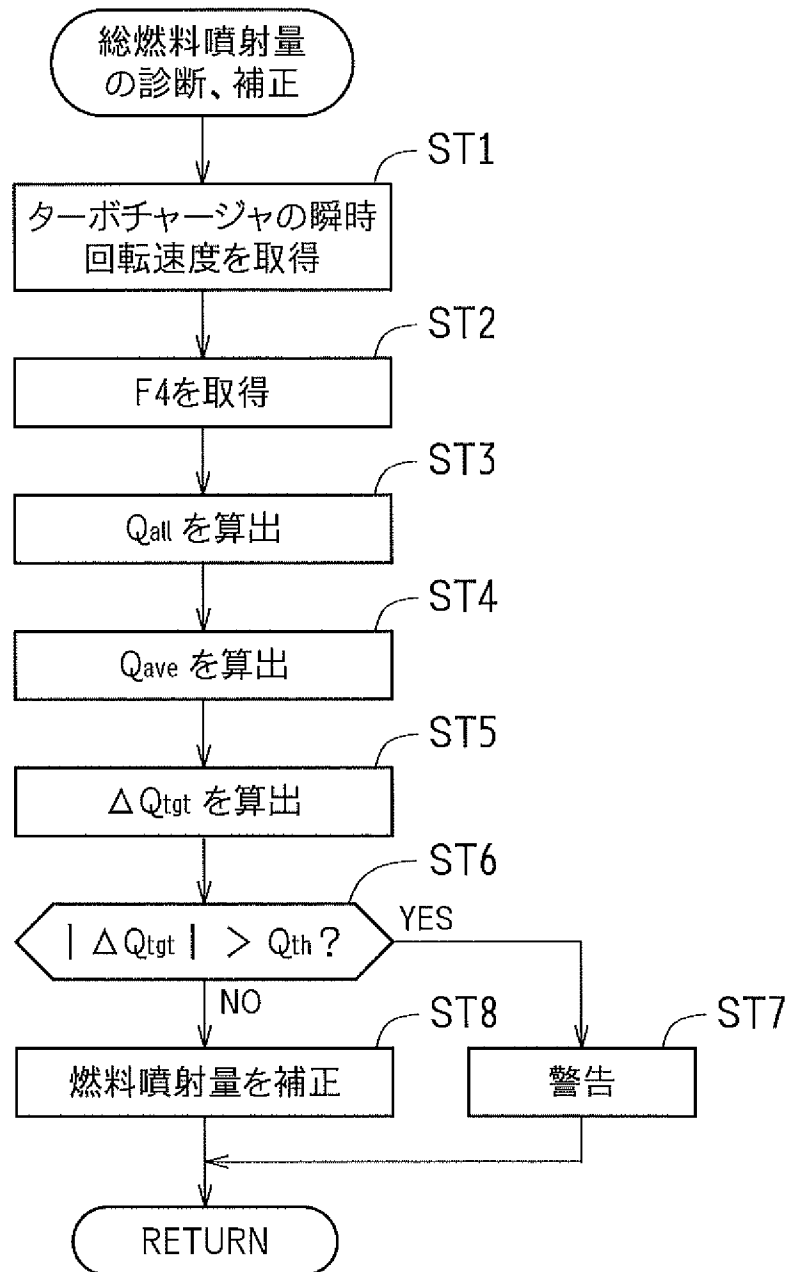 総燃料噴射量
の診断、補正
ST1
ターボチャージャの瞬時
回転速度を取得
ST2
F4を取得
ST3
Qall を算出
ST4
Qave を算出
ST5
△Qtgt を算出
ST6
| △Qtgt | > Qth?
YES
NO
ST8
燃料噴射量を補正
ST7
警告
RETURN